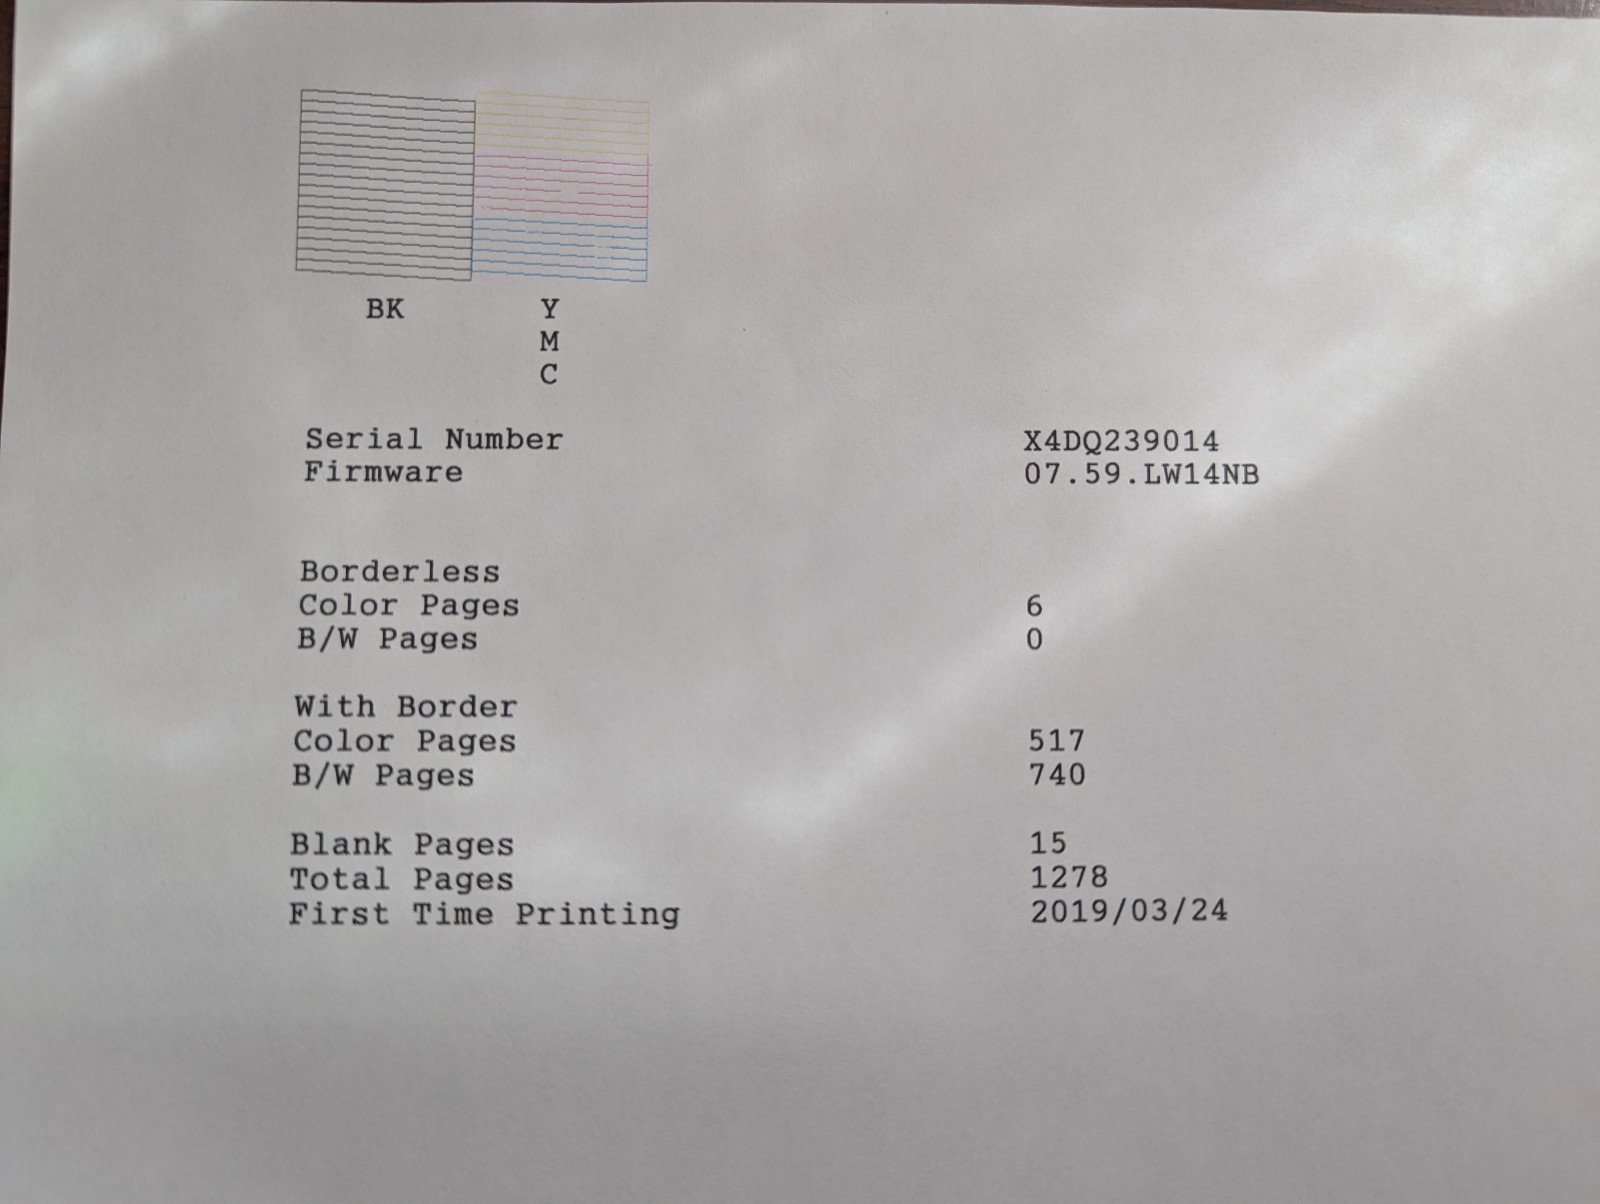 BK Y
M
C
Serial Number X4DQ239014
Firmware 07.59.LW14NB
Borderless
Color Pages 6
B/W Pages 0
With Border
Color Pages 517
B/W Pages 740
Blank Pages 15
Total Pages 1278
First Time Printing 2019/03/24